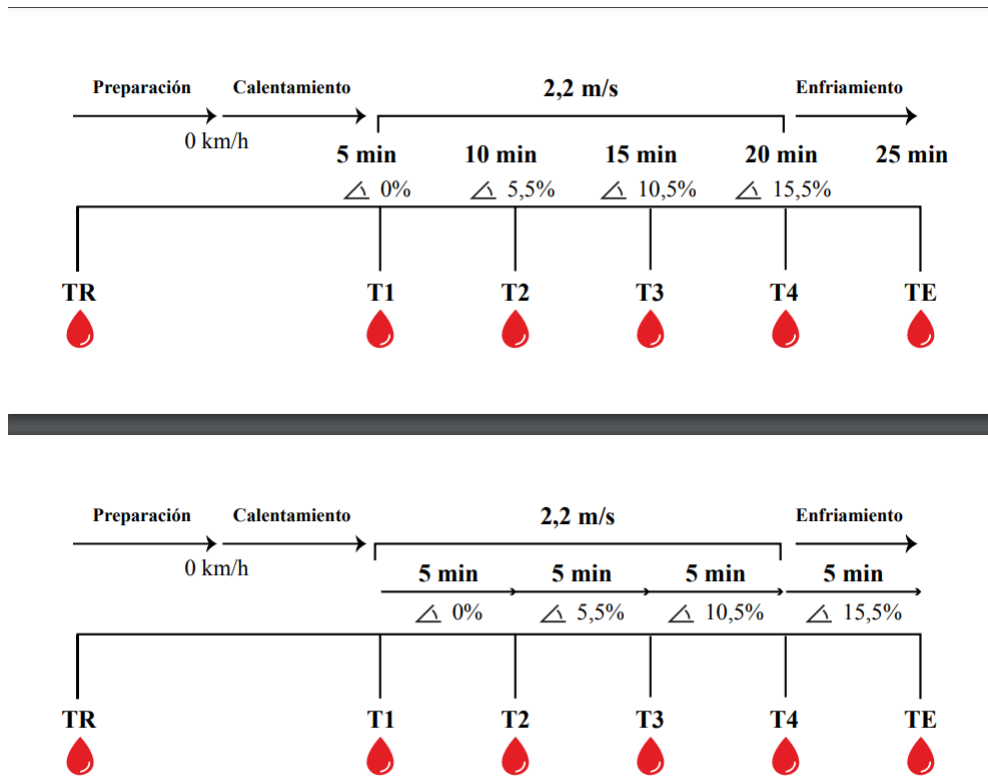 Preparación Calentamiento 2,2 m/s Enfriamiento
0 km/h
5 min 10 min 15 min 20 min 25 min
0% 5,5% 10,5% 15,5%
TR T1 T2 T3 T4 TE
Preparación Calentamiento 2,2 m/s Enfriamiento
0 km/h
5 min 5 min 5 min 5 min
0% 5,5% 10,5% 15,5%
TR T1 T2 T3 T4 TE